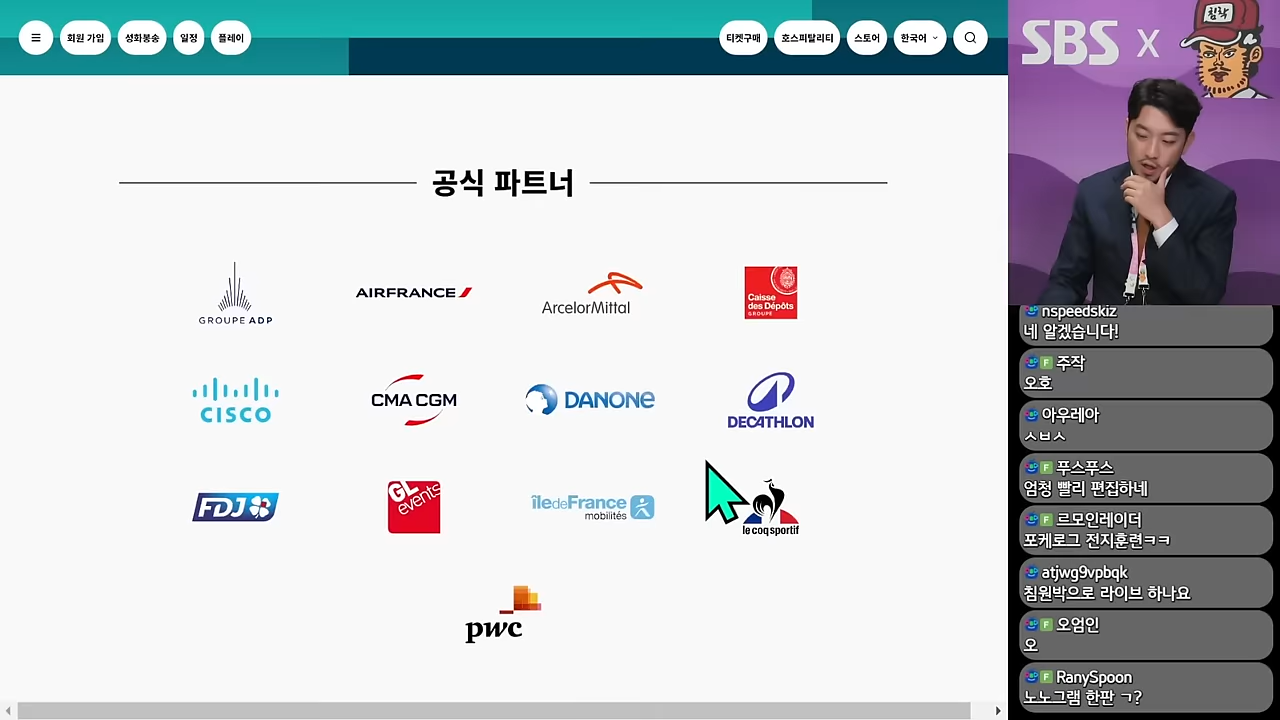 회원 가입
성화봉송
일정
플레이
티켓구매
호스피탈리티
스토어
한국어
SBS X
침착
공식 파트너
GROUPE ADP
AIRFRANCE
ArcelorMittal
Caisse
des Dépôts
GROUPE
CISCO
CMA CGM
DANONE
DECATHLON
FDJ
GL
events
îledeFrance
mobilités
le coq sportif
pwc
nspeedskiz
네 알겠습니다!
F 주작
오호
아우레아
ㅅㅂㅅ
F 푸스푸스
엄청 빨리 편집하네
F 르모인레이더
포케로그 전지훈련ㅋㅋ
atjwg9vpbqk
침원박으로 라이브 하나요
F 오엄인
오
F RanySpoon
노노그램 한판 ㄱ?